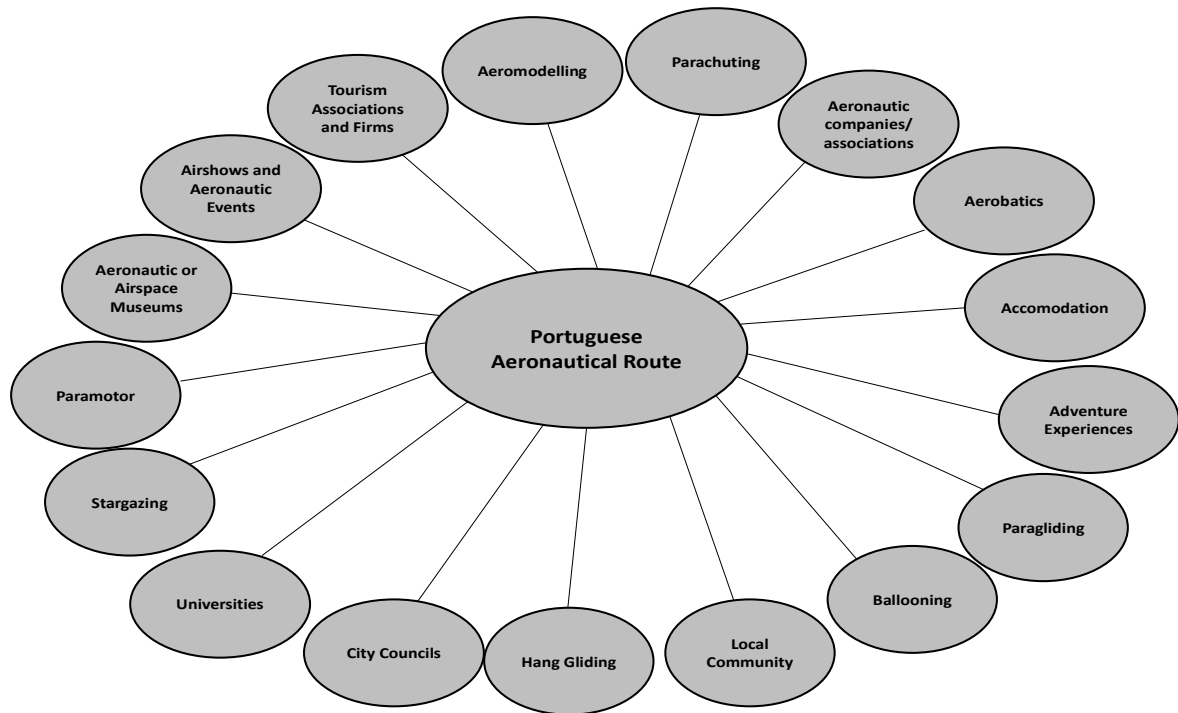 Aeromodelling
Parachuting
Tourism
Associations
and Firms
Aeronautic
companies/
associations
Airshows and
Aeronautic
Events
Aerobatics
Aeronautic or
Airspace
Museums
Accomodation
Portuguese
Aeronautical Route
Paramotor
Adventure
Experiences
Stargazing
Paragliding
Universities
Ballooning
City Councils
Hang Gliding
Local
Community